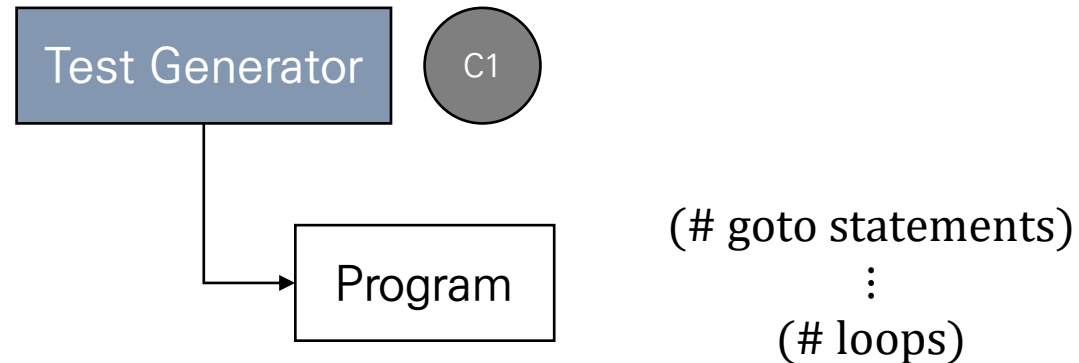 Test Generator
C1
Program
(# goto statements)
⋮
(# loops)